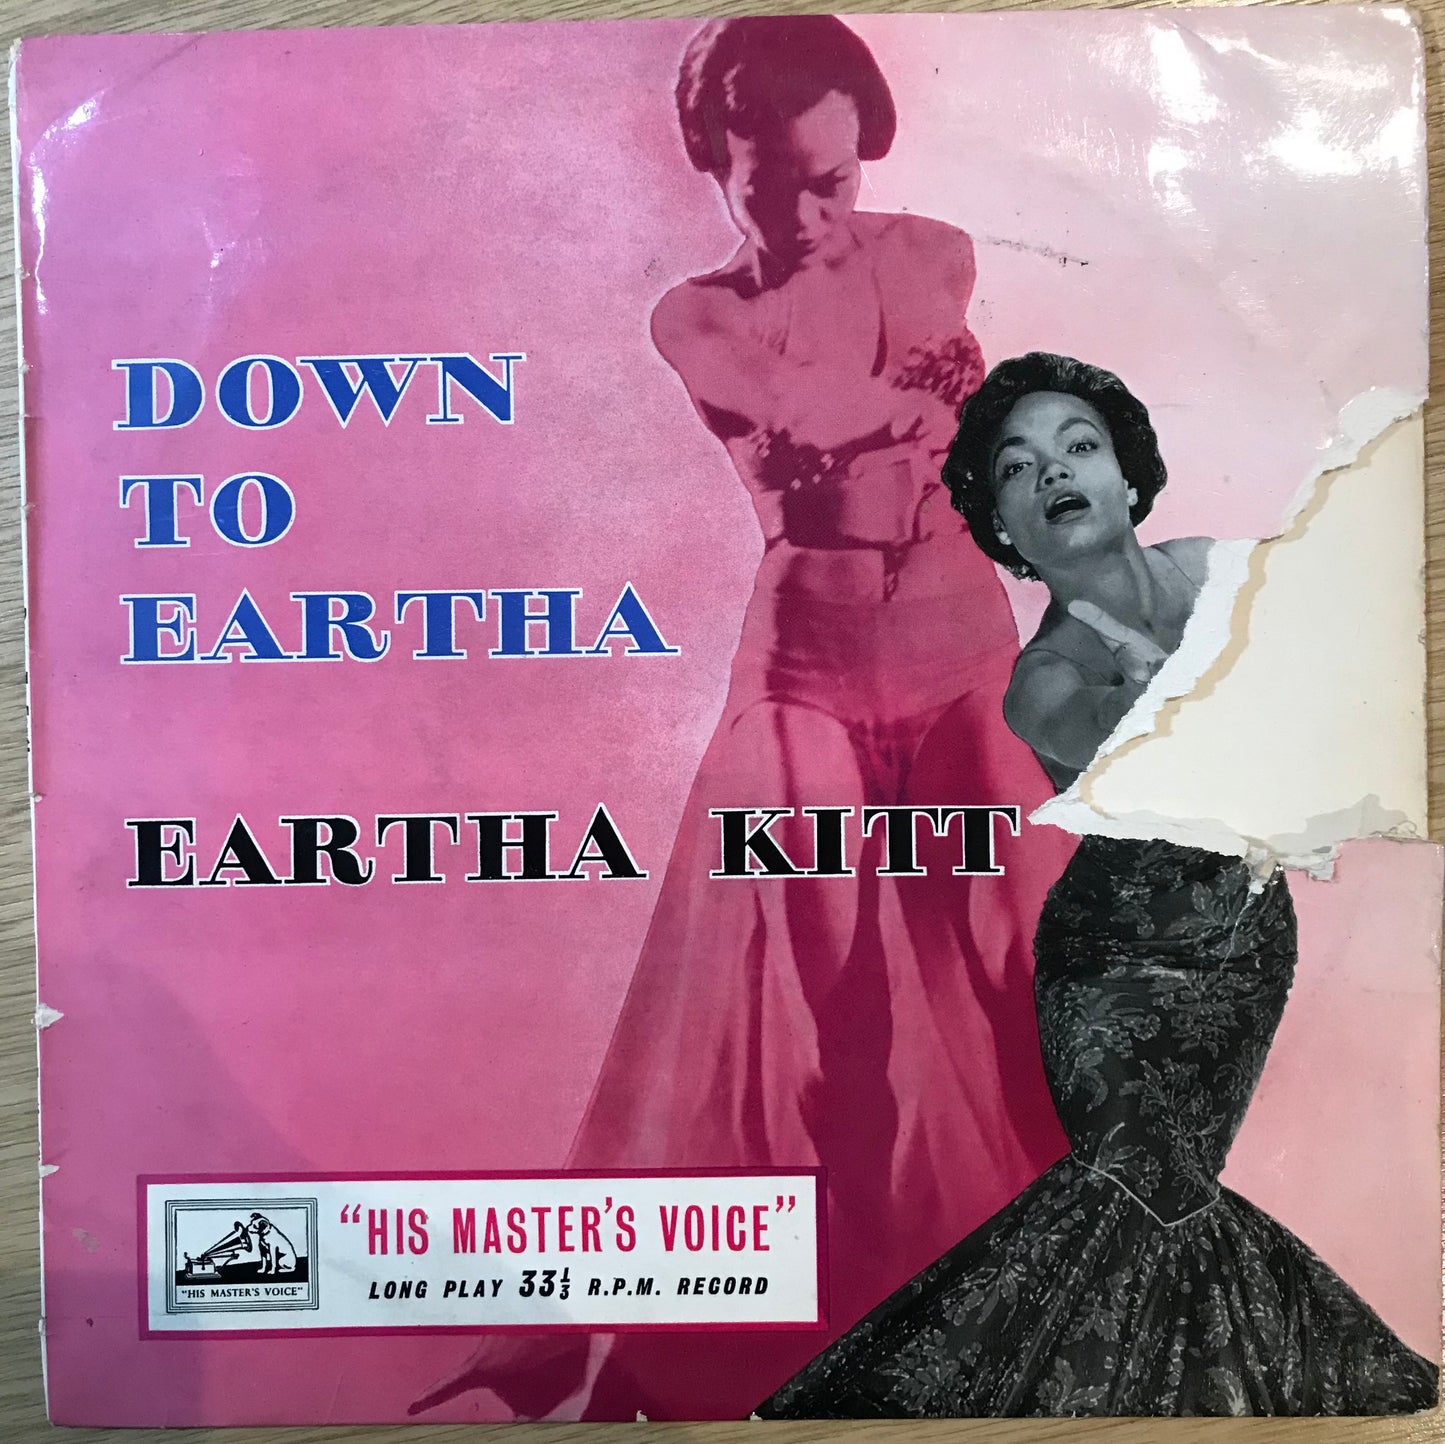 DOWN
TO
EARTHA
EARTHA KITT
"HIS MASTER'S VOICE"
LONG PLAY 33⅓ R.P.M. RECORD
"HIS MASTER'S VOICE"